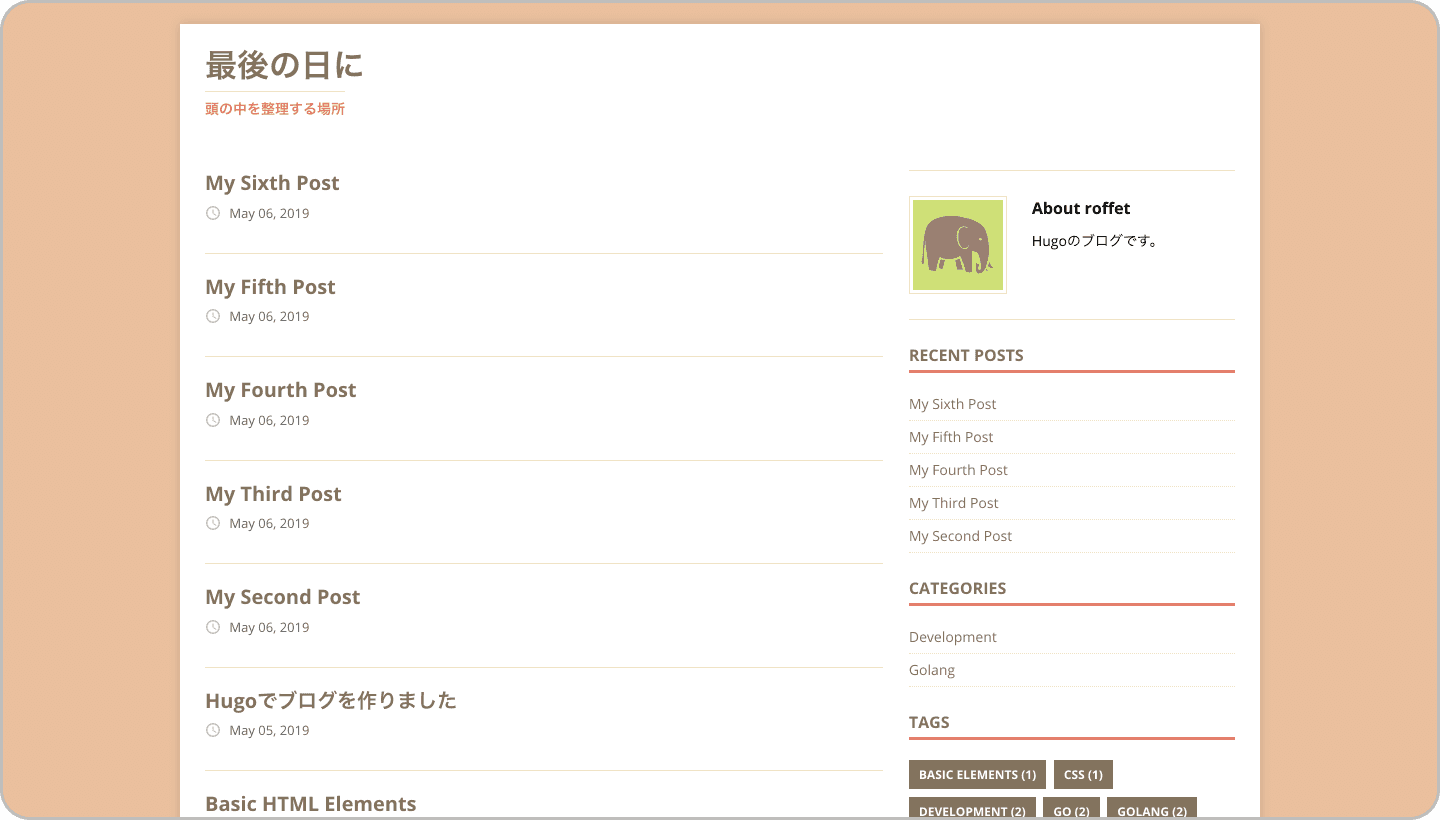 最後の日に
頭の中を整理する場所
My Sixth Post
May 06, 2019
My Fifth Post
May 06, 2019
My Fourth Post
May 06, 2019
My Third Post
May 06, 2019
My Second Post
May 06, 2019
Hugoでブログを作りました
May 05, 2019
Basic HTML Elements
About roffet
Hugoのブログです。
RECENT POSTS
My Sixth Post
My Fifth Post
My Fourth Post
My Third Post
My Second Post
CATEGORIES
Development
Golang
TAGS
BASIC ELEMENTS (1) CSS (1)
DEVELOPMENT (2) GO (2) GOLANG (2)